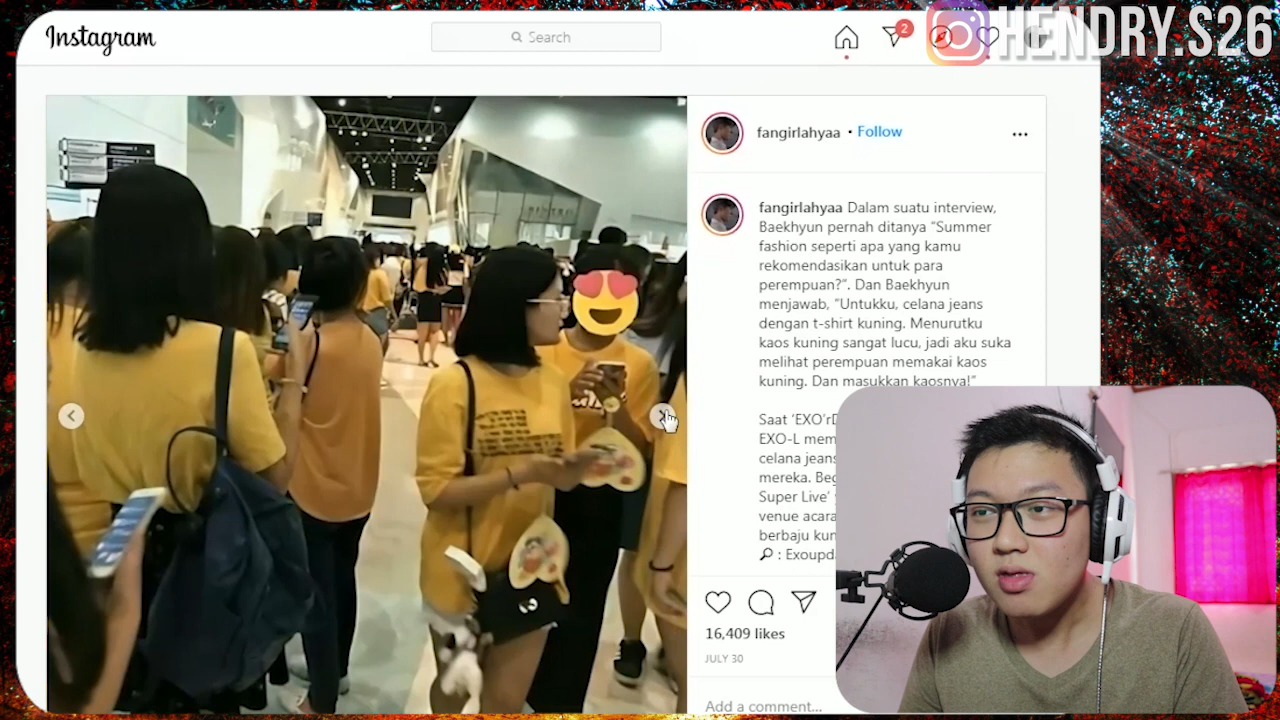 Instagram
Search
2
HENDRY.S26
fangirlahyaa • Follow
fangirlahyaa Dalam suatu interview,
Baekhyun pernah ditanya "Summer
fashion seperti apa yang kamu
rekomendasikan untuk para
perempuan?". Dan Baekhyun
menjawab, "Untukku, celana jeans
dengan t-shirt kuning. Menurutku
kaos kuning sangat lucu, jadi aku suka
melihat perempuan memakai kaos
kuning. Dan masukkan kaosnya!"
Saat 'EXO'rD
EXO-L mem
celana jeans
mereka. Beg
Super Live'
venue acara
berbaju kun
: Exoupd
16,409 likes
JULY 30
Add a comment...